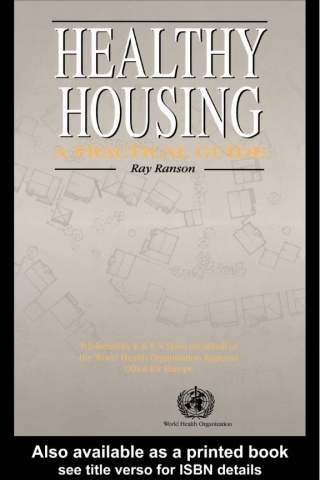 HEALTHY
HOUSING
A PRACTICAL GUIDE
Ray Ranson
Published by E & F N Spon on behalf of
the World Health Organization Regional
Office for Europe
World Health Organization
Also available as a printed book
see title verso for ISBN details